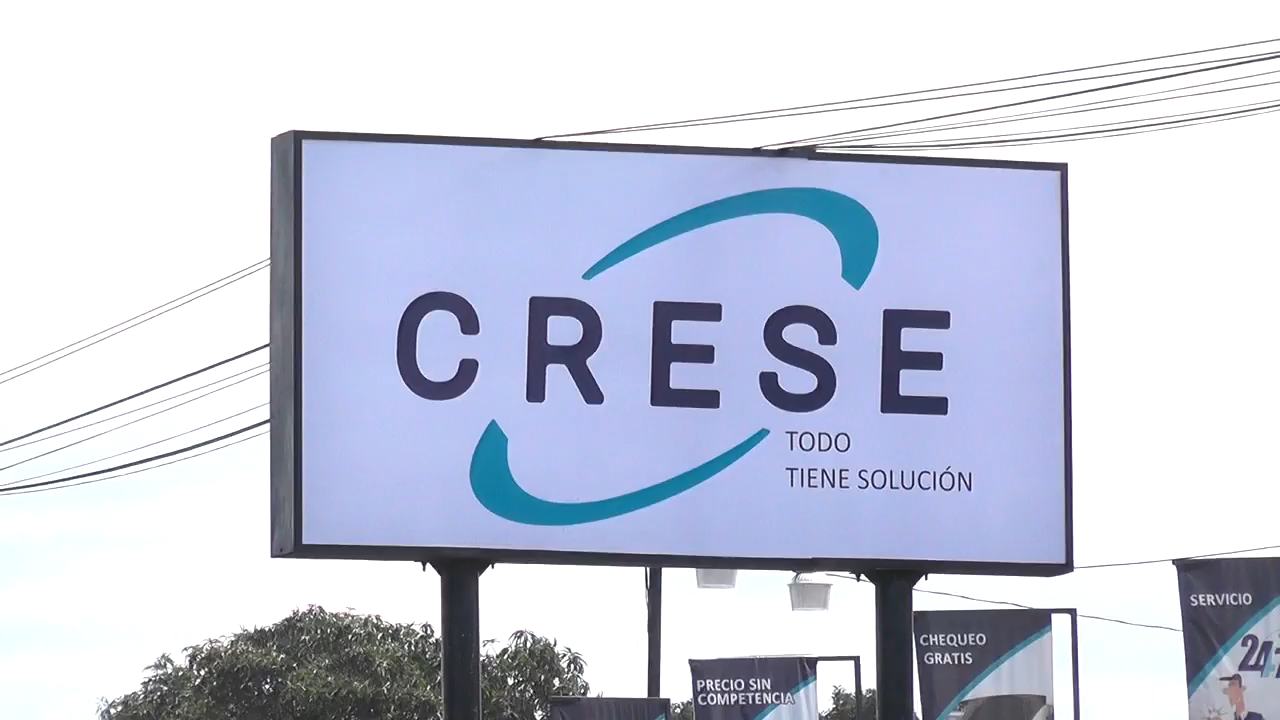 CRESE
TODO
TIENE SOLUCIÓN
PRECIO SIN
COMPETENCIA
CHEQUEO
GRATIS
SERVICIO
24